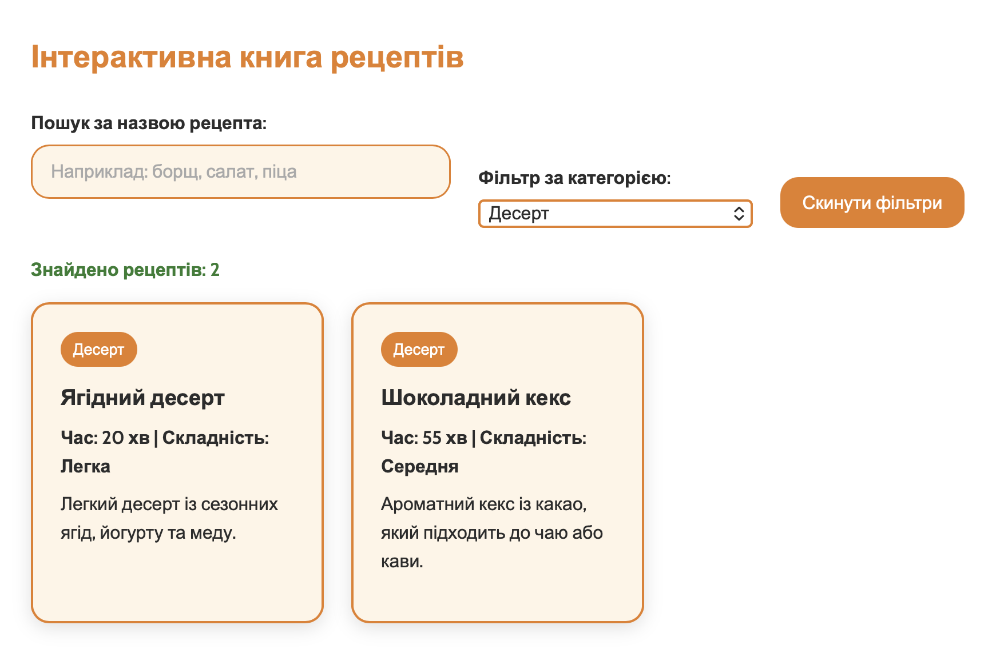 Інтерактивна книга рецептів
Пошук за назвою рецепта:
Наприклад: борщ, салат, піца
Фільтр за категорією:
Десерт
Скинути фільтри
Знайдено рецептів: 2
Десерт
Ягідний десерт
Час: 20 хв | Складність:
Легка
Легкий десерт із сезонних
ягід, йогурту та меду.
Десерт
Шоколадний кекс
Час: 55 хв | Складність:
Середня
Ароматний кекс із какао,
який підходить до чаю або
кави.